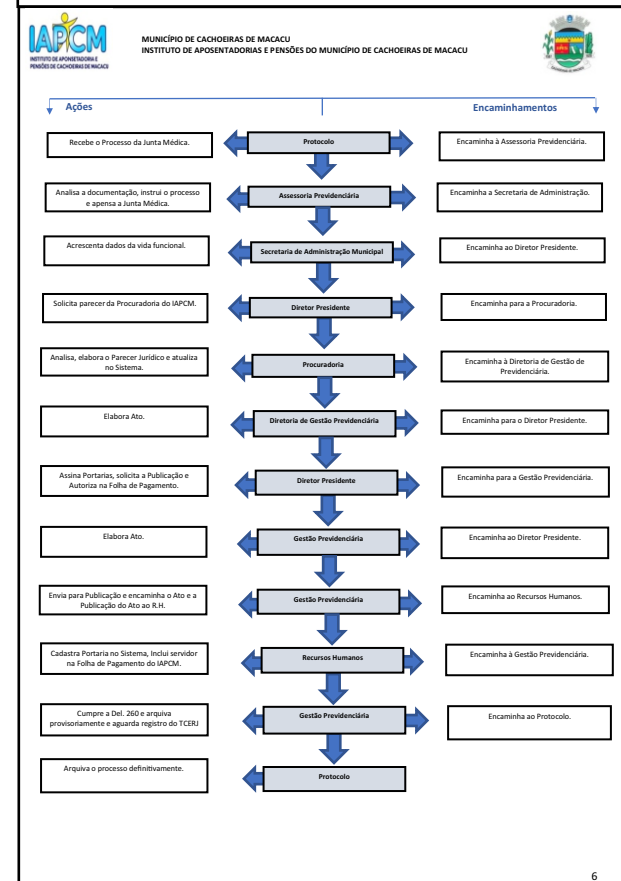 IAPCM
INSTITUTO DE APONSETADORIA E
PENSÕES DE CACHOEIRAS DE MACACU
MUNICÍPIO DE CACHOEIRAS DE MACACU
INSTITUTO DE APOSENTADORIAS E PENSÕES DO MUNICÍPIO DE CACHOEIRAS DE MACACU
Ações
Encaminhamentos
Recebe o Processo da Junta Médica.
Protocolo
Encaminha à Assessoria Previdenciária.
Analisa a documentação, instrui o processo
e apensa a Junta Médica.
Assessoria Previdenciária
Encaminha a Secretaria de Administração.
Acrescenta dados da vida funcional.
Secretaria de Administração Municipal
Encaminha ao Diretor Presidente.
Solicita parecer da Procuradoria do IAPCM.
Diretor Presidente
Encaminha para a Procuradoria.
Analisa, elabora o Parecer Jurídico e atualiza
no Sistema.
Procuradoria
Encaminha à Diretoria de Gestão de
Previdenciária.
Elabora Ato.
Diretoria de Gestão Previdenciária
Encaminha para o Diretor Presidente.
Assina Portarias, solicita a Publicação e
Autoriza na Folha de Pagamento.
Diretor Presidente
Encaminha para a Gestão Previdenciária.
Elabora Ato.
Gestão Previdenciária
Encaminha ao Diretor Presidente.
Envia para Publicação e encaminha o Ato e a
Publicação do Ato ao R.H.
Gestão Previdenciária
Encaminha ao Recursos Humanos.
Cadastra Portaria no Sistema, Inclui servidor
na Folha de Pagamento do IAPCM.
Recursos Humanos
Encaminha à Gestão Previdenciária.
Cumpre a Del. 260 e arquiva
provisoriamente e aguarda registro do TCERJ
Gestão Previdenciária
Encaminha ao Protocolo.
Arquiva o processo definitivamente.
Protocolo
6